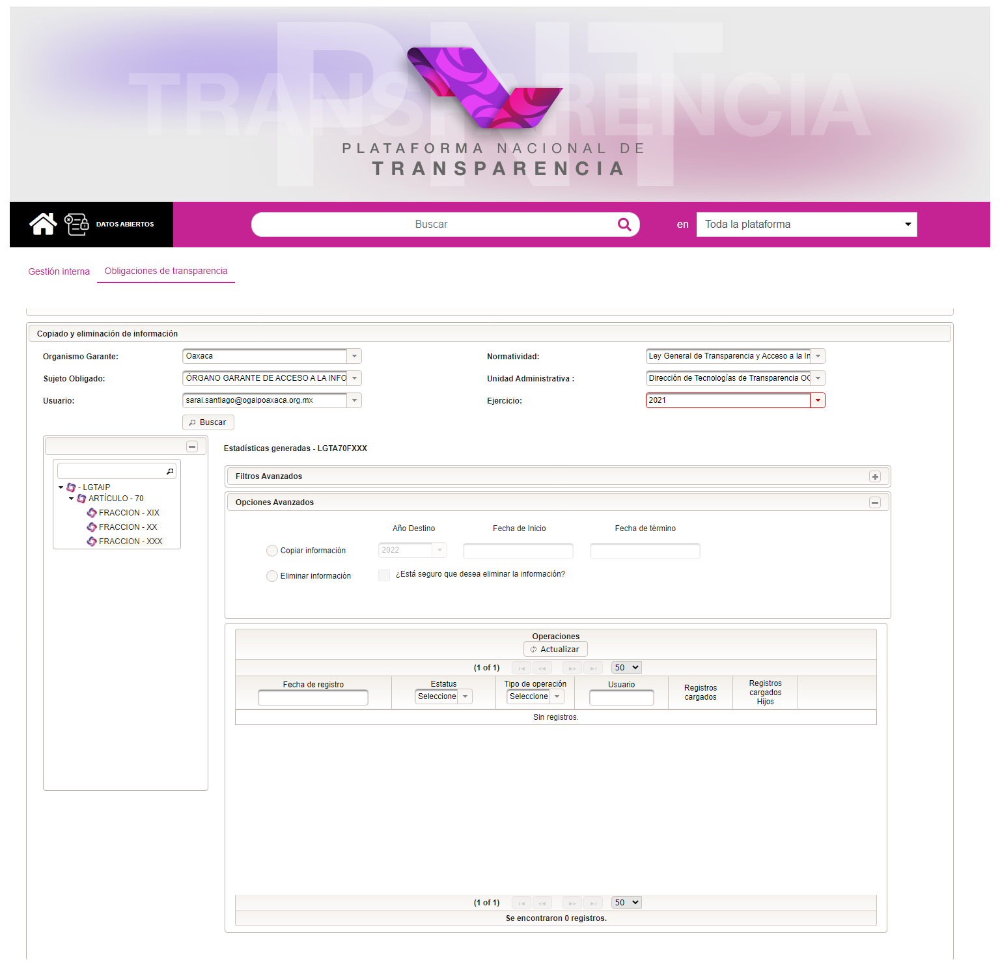 PNT
TRANSPARENCIA
PLATAFORMA NACIONAL DE
TRANSPARENCIA
DATOS ABIERTOS
Buscar
en
Toda la plataforma
Gestión interna
Obligaciones de transparencia
Copiado y eliminación de información
Organismo Garante:
Oaxaca
Normatividad:
Ley General de Transparencia y Acceso a la In
Sujeto Obligado:
ÓRGANO GARANTE DE ACCESO A LA INFO
Unidad Administrativa :
Dirección de Tecnologías de Transparencia OG
Usuario:
sarai.santiago@ogaipoaxaca.org.mx
Ejercicio:
2021
Buscar
Estadísticas generadas - LGTA70FXXX
- LGTAIP
ARTÍCULO - 70
FRACCION - XIX
FRACCION - XX
FRACCION - XXX
Filtros Avanzados
Opciones Avanzados
Año Destino
Fecha de Inicio
Fecha de término
Copiar información
2022
Eliminar información
¿Está seguro que desea eliminar la información?
Operaciones
Actualizar
(1 of 1)
50
Fecha de registro
Estatus
Seleccione
Tipo de operación
Seleccione
Usuario
Registros
cargados
Registros
cargados
Hijos
Sin registros.
(1 of 1)
50
Se encontraron 0 registros.